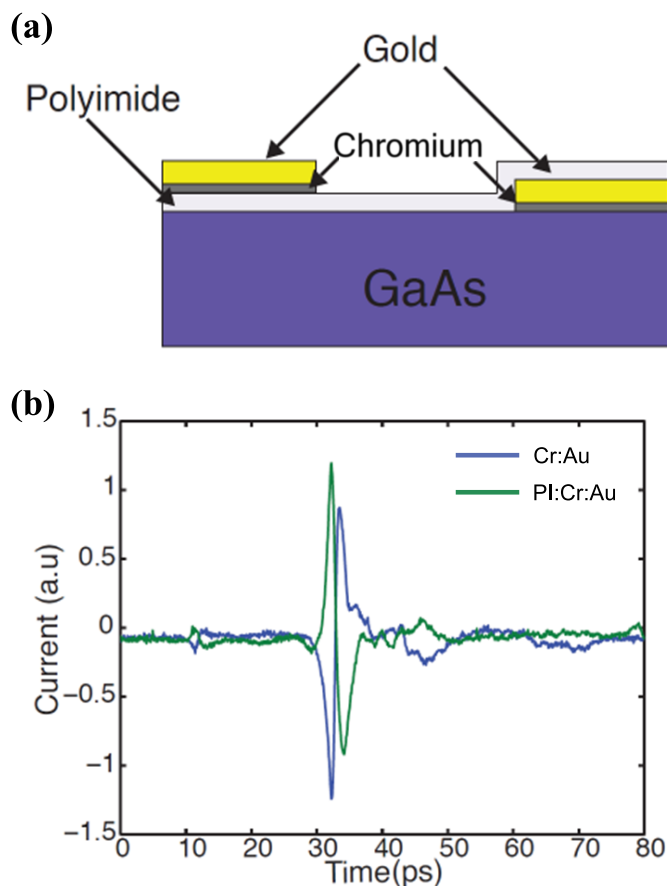 (a)
Gold
Polyimide
Chromium
GaAs
(b)
1.5
1
0.5
0
−0.5
−1
−1.5
Current (a.u)
Cr:Au
PI:Cr:Au
0 10 20 30 40 50 60 70 80
Time(ps)